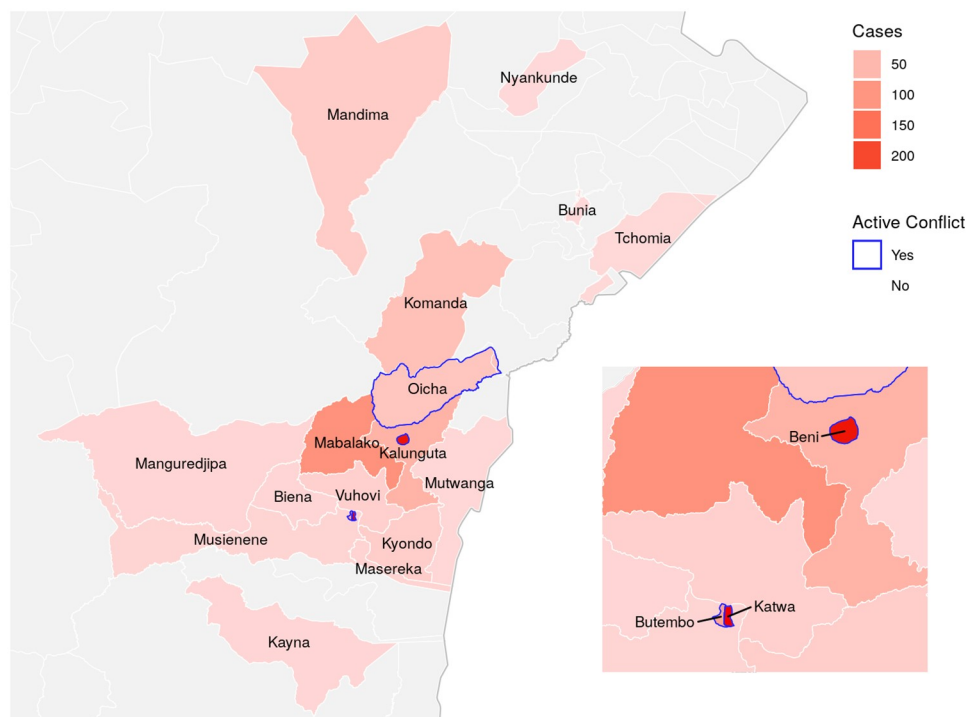 Cases
50
100
150
200
Active Conflict
Yes
No
Nyankunde
Mandima
Bunia
Tchomia
Komanda
Oicha
Mabalako
Kalunguta
Manguredjipa
Mutwanga
Biena
Vuhovi
Musienene
Kyondo
Masereka
Kayna
Beni
Katwa
Butembo